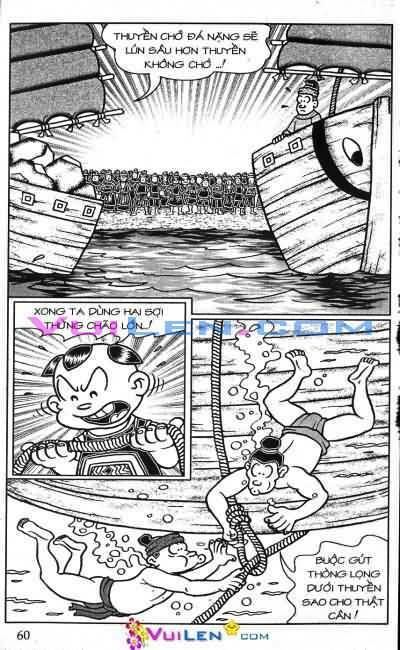 THUYỀN CHỞ ĐÁ NẶNG SẼ
LÚN SÂU HƠN THUYỀN
KHÔNG CHỞ ...!
XONG TA DÙNG HAI SỢI
THỪNG CHÃO LỚN..!
VUILEN.COM
BUỘC GÚT
THÒNG LỌNG
DƯỚI THUYỀN
SAO CHO THẬT
CÂN!
60
VUILEN.COM